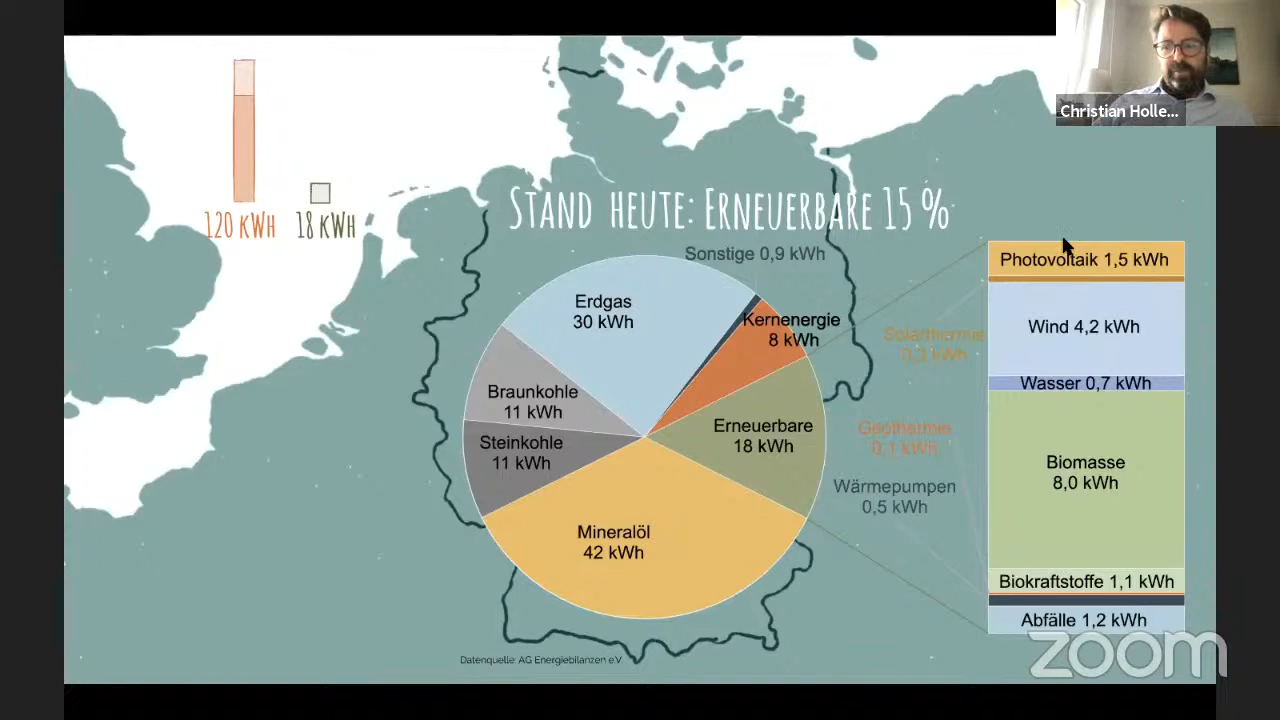 Christian Holle...
120 KWH
18 KWH
STAND HEUTE: ERNEUERBARE 15 %
Sonstige 0,9 kWh
Erdgas
30 kWh
Kernenergie
8 kWh
Braunkohle
11 kWh
Steinkohle
11 kWh
Erneuerbare
18 kWh
Mineralöl
42 kWh
Solarthermie
0,3 kWh
Geothermie
0,1 kWh
Wärmepumpen
0,5 kWh
Photovoltaik 1,5 kWh
Wind 4,2 kWh
Wasser 0,7 kWh
Biomasse
8,0 kWh
Biokraftstoffe 1,1 kWh
Abfälle 1,2 kWh
Datenquelle: AG Energiebilanzen e.V
zoom